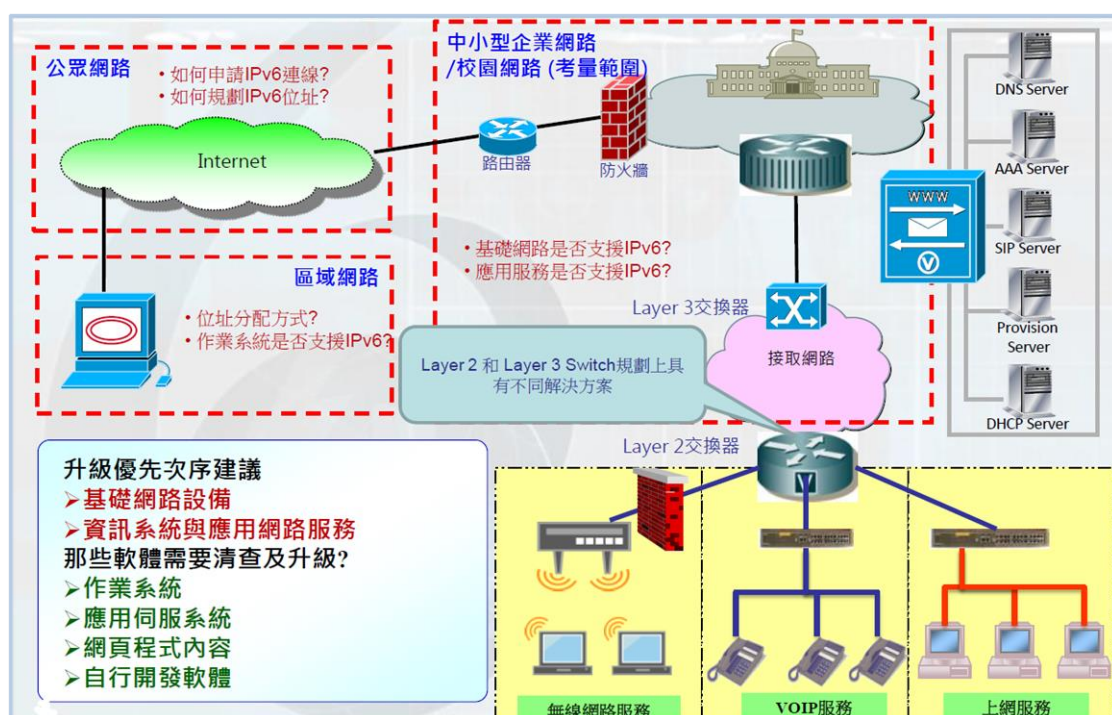 公眾網路
• 如何申請IPv6連線?
• 如何規劃IPv6位址?
Internet
區域網路
• 位址分配方式?
• 作業系統是否支援IPv6?
中小型企業網路
/校園網路 (考量範圍)
路由器
防火牆
• 基礎網路是否支援IPv6?
• 應用服務是否支援IPv6?
Layer 3交換器
接取網路
Layer 2 和 Layer 3 Switch規劃上具
有不同解決方案
Layer 2交換器
WWW
V
DNS Server
AAA Server
SIP Server
Provision
Server
DHCP Server
升級優先次序建議
➢基礎網路設備
➢資訊系統與應用網路服務
那些軟體需要清查及升級?
➢作業系統
➢應用伺服系統
➢網頁程式內容
➢自行開發軟體
V
無線網路服務
VOIP服務
上網服務